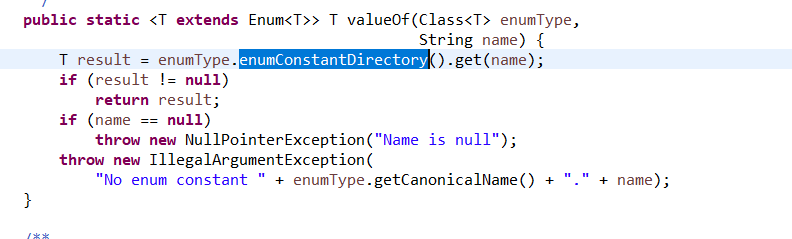 /
public static <T extends Enum<T>> T valueOf(Class<T> enumType,
                                            String name) {
    T result = enumType.enumConstantDirectory().get(name);
    if (result != null)
        return result;
    if (name == null)
        throw new NullPointerException("Name is null");
    throw new IllegalArgumentException(
        "No enum constant " + enumType.getCanonicalName() + "." + name);
}
/**